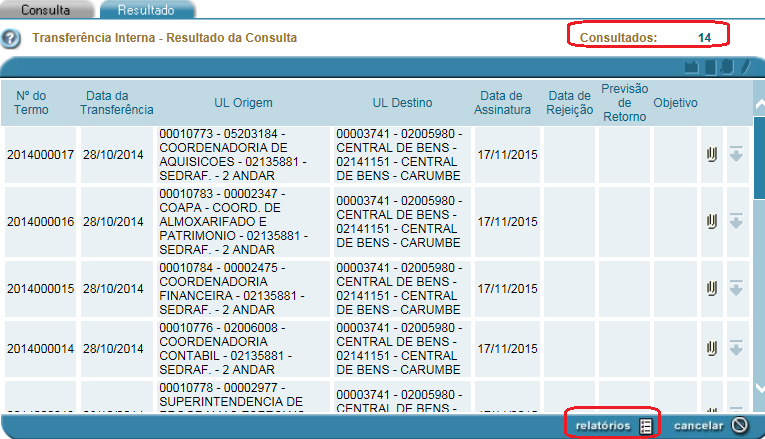 Consulta Resultado
Transferência Interna - Resultado da Consulta Consultados: 14
Nº do Termo Data da Transferência UL Origem UL Destino Data de Assinatura Data de Rejeição Previsão de Retorno Objetivo
2014000017 28/10/2014
00010773 - 05203184 -
COORDENADORIA DE
AQUISICOES - 02135881 -
SEDRAF. - 2 ANDAR
00003741 - 02005980 -
CENTRAL DE BENS -
02141151 - CENTRAL
DE BENS - CARUMBE
17/11/2015
2014000016 28/10/2014
00010783 - 00002347 -
COAPA - COORD. DE
ALMOXARIFADO E
PATRIMONIO - 02135881 -
SEDRAF. - 2 ANDAR
00003741 - 02005980 -
CENTRAL DE BENS -
02141151 - CENTRAL
DE BENS - CARUMBE
17/11/2015
2014000015 28/10/2014
00010784 - 00002475 -
COORDENADORIA
FINANCEIRA - 02135881 -
SEDRAF. - 2 ANDAR
00003741 - 02005980 -
CENTRAL DE BENS -
02141151 - CENTRAL
DE BENS - CARUMBE
17/11/2015
2014000014 28/10/2014
00010776 - 02006008 -
COORDENADORIA
CONTABIL - 02135881 -
SEDRAF. - 2 ANDAR
00003741 - 02005980 -
CENTRAL DE BENS -
02141151 - CENTRAL
DE BENS - CARUMBE
17/11/2015
00010778 - 00002977 -
SUPERINTENDENCIA DE
00003741 - 02005980 -
CENTRAL DE BENS -
relatórios cancelar